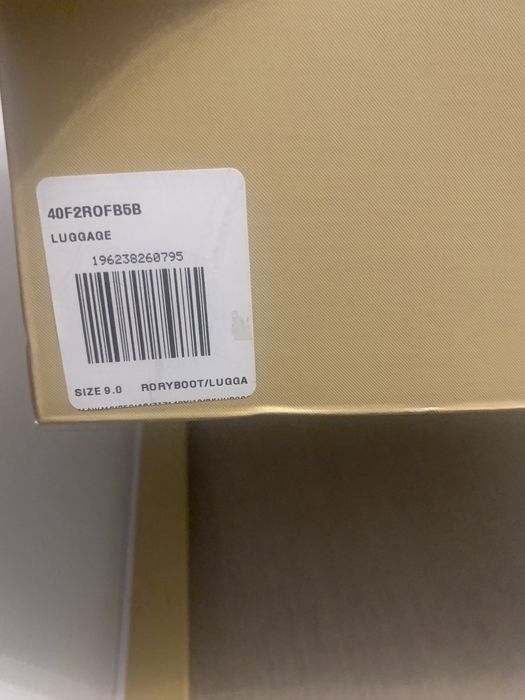 40F2ROFB5B
LUGGAGE
196238260795
SIZE 9.0 RORYBOOT/LUGGA